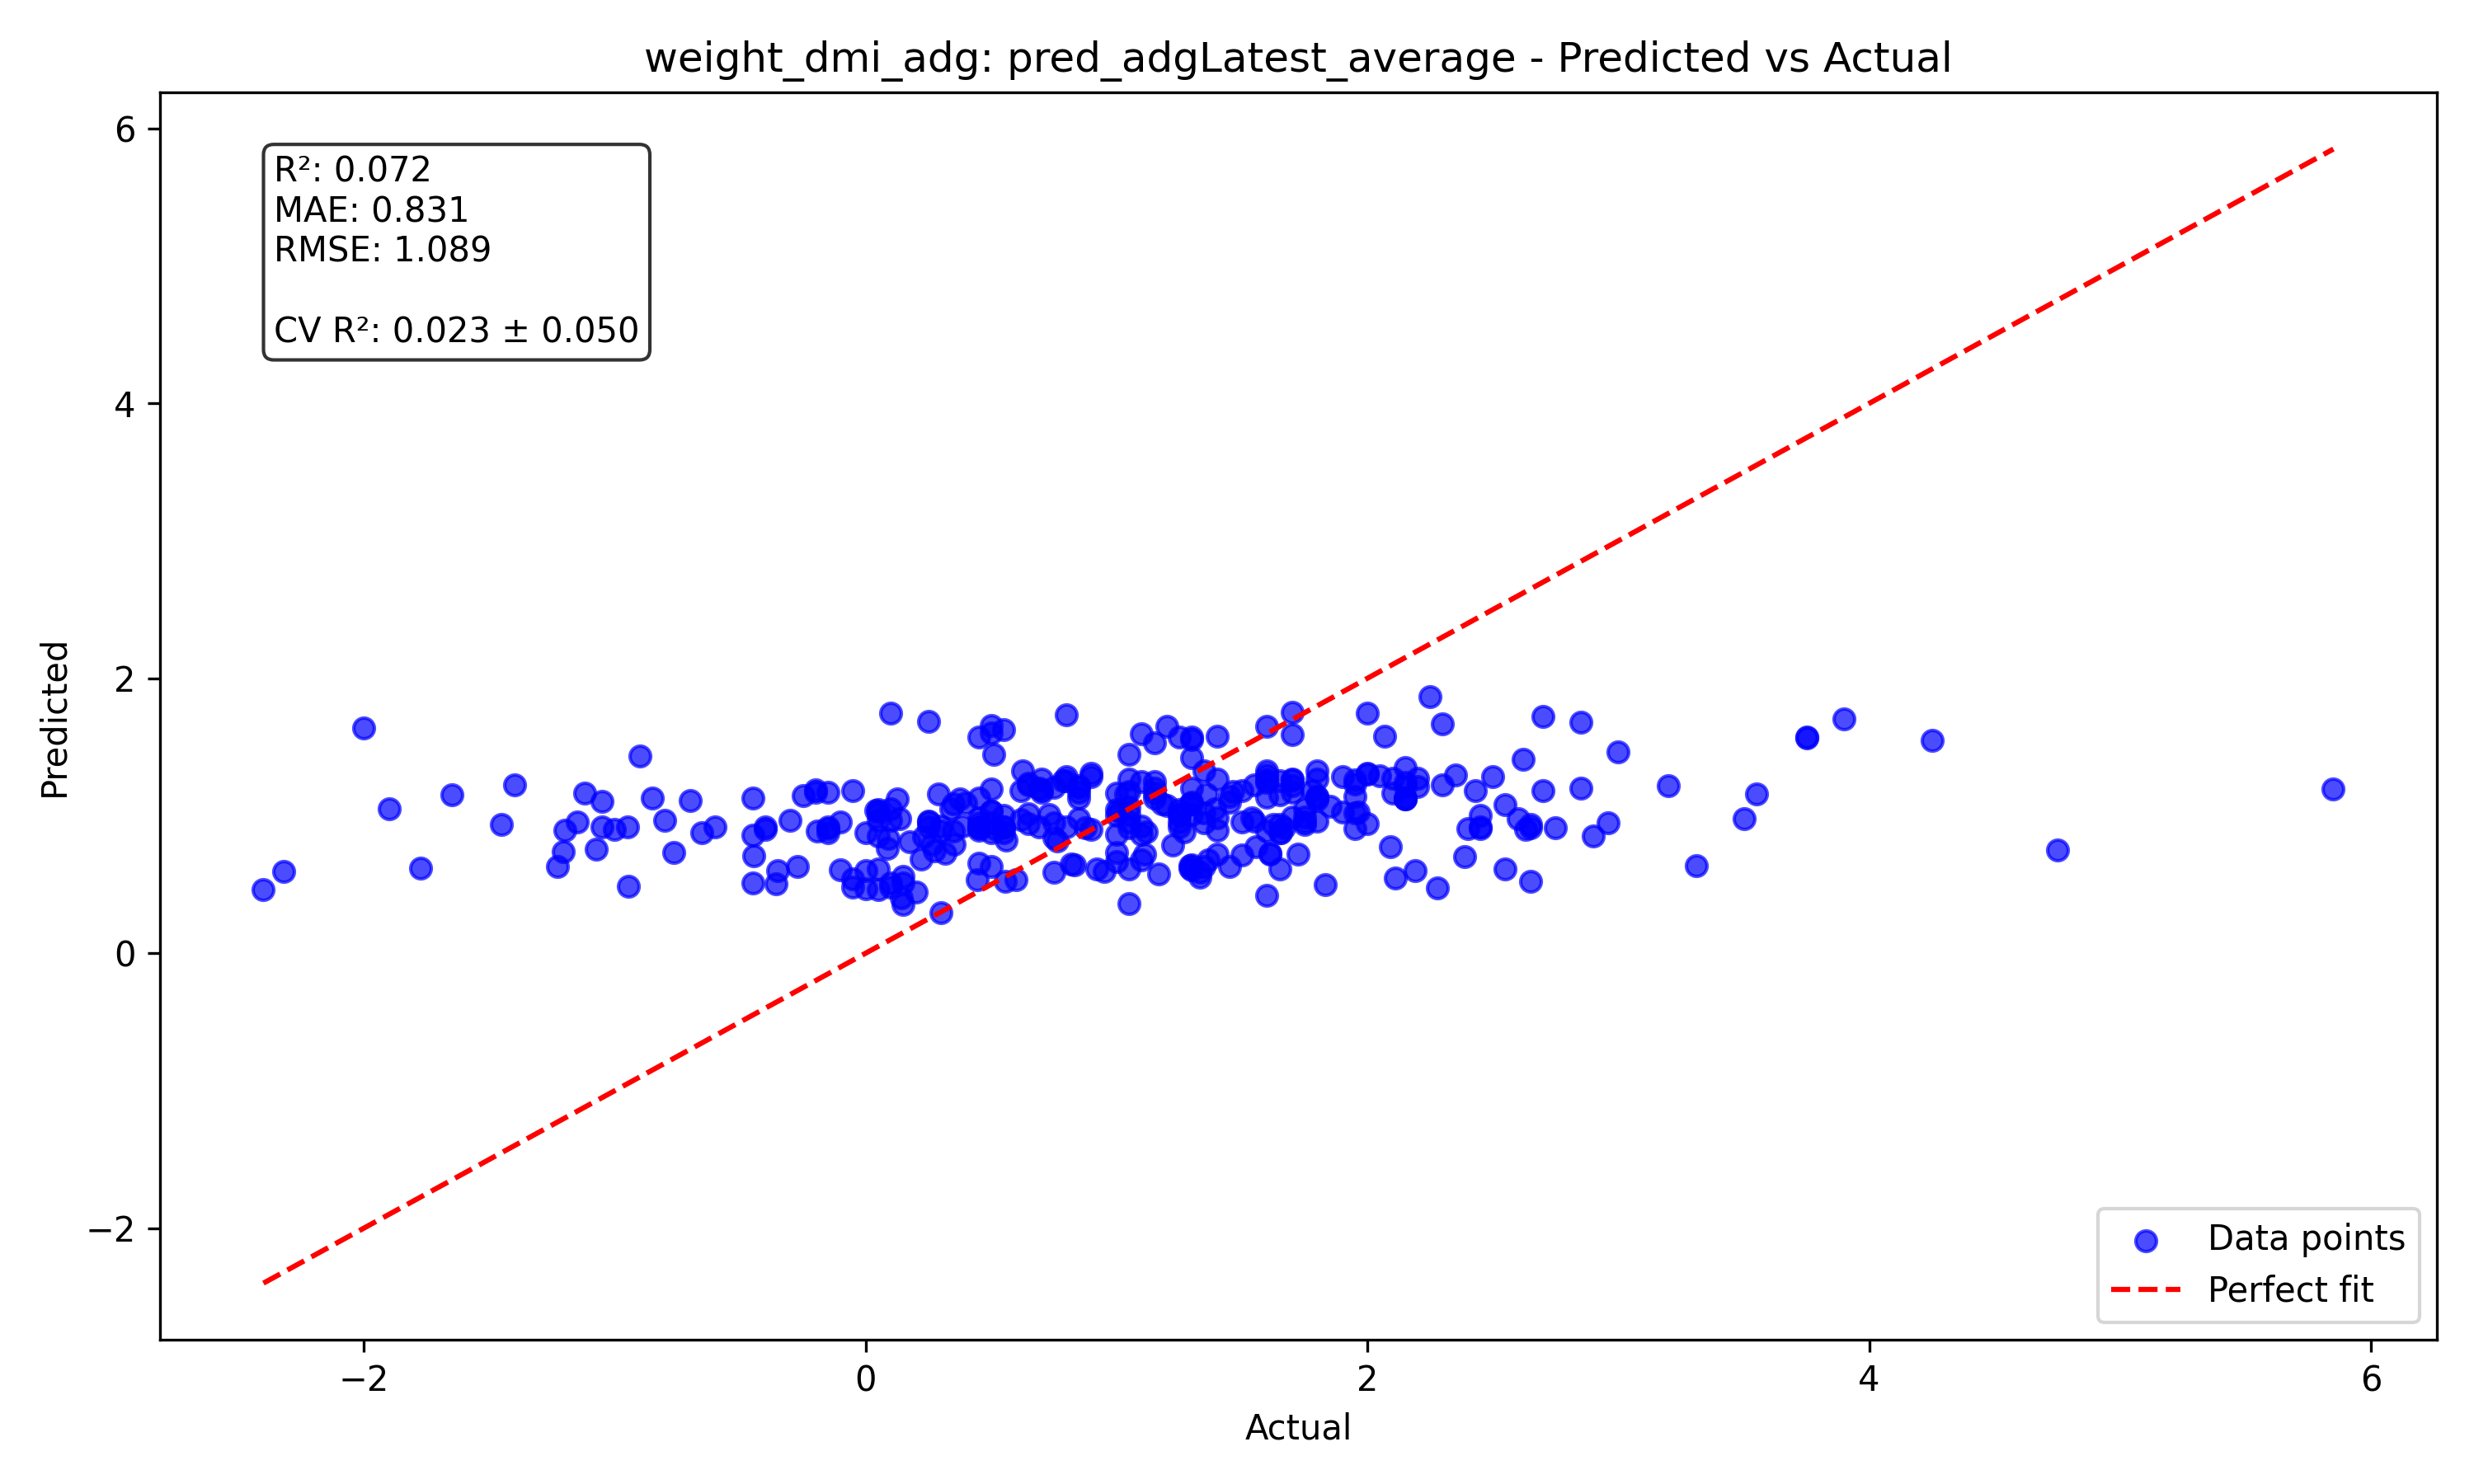 weight_dmi_adg: pred_adgLatest_average - Predicted vs Actual
R²: 0.072
MAE: 0.831
RMSE: 1.089
CV R²: 0.023 ± 0.050
6
4
2
0
−2
Predicted
−2
0
2
4
6
Actual
Data points
Perfect fit